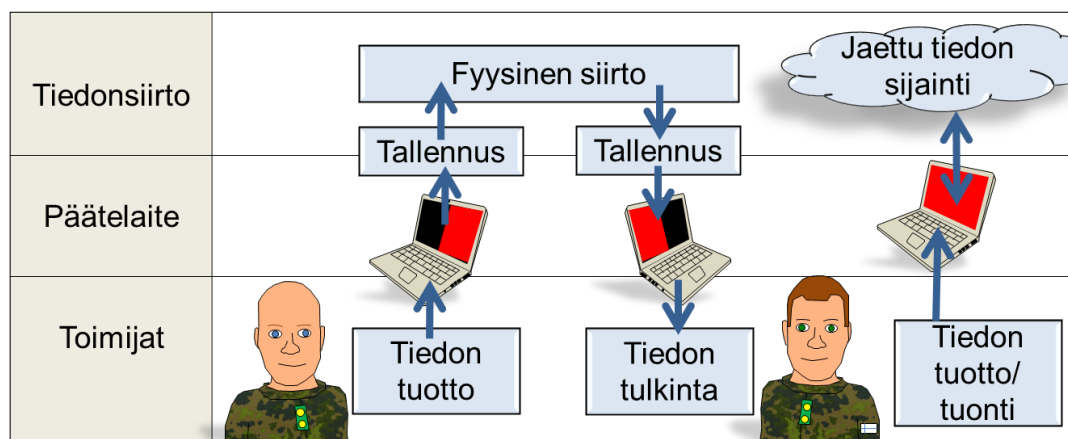 Tiedonsiirto
Fyysinen siirto
Jaettu tiedon
sijainti
Tallennus
Tallennus
Päätelaite
Toimijat
Tiedon
tuotto
Tiedon
tulkinta
Tiedon
tuotto/
tuonti